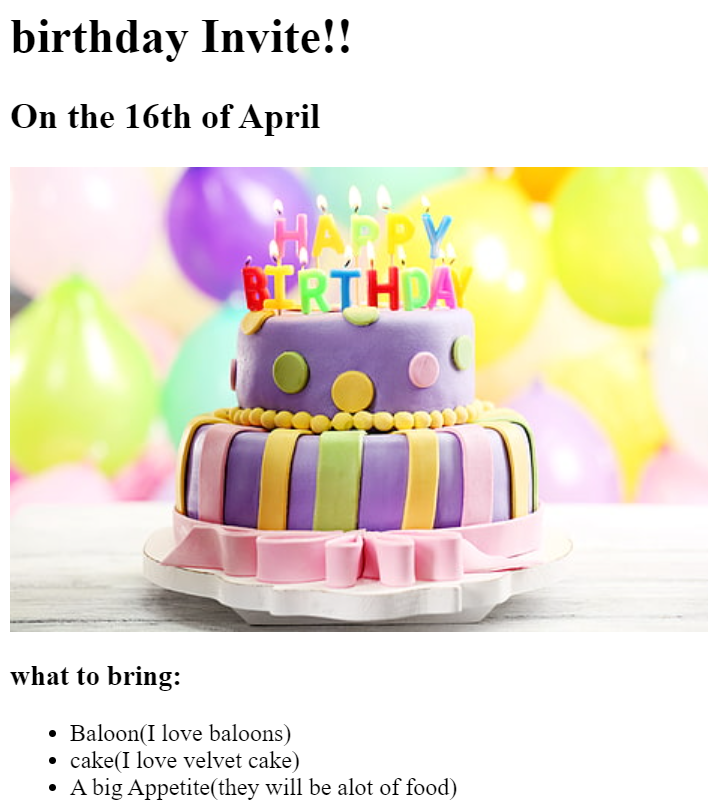 birthday Invite!!
On the 16th of April
HAPPY
BIRTHDAY
what to bring:
Baloon(I love baloons)
cake(I love velvet cake)
A big Appetite(they will be alot of food)